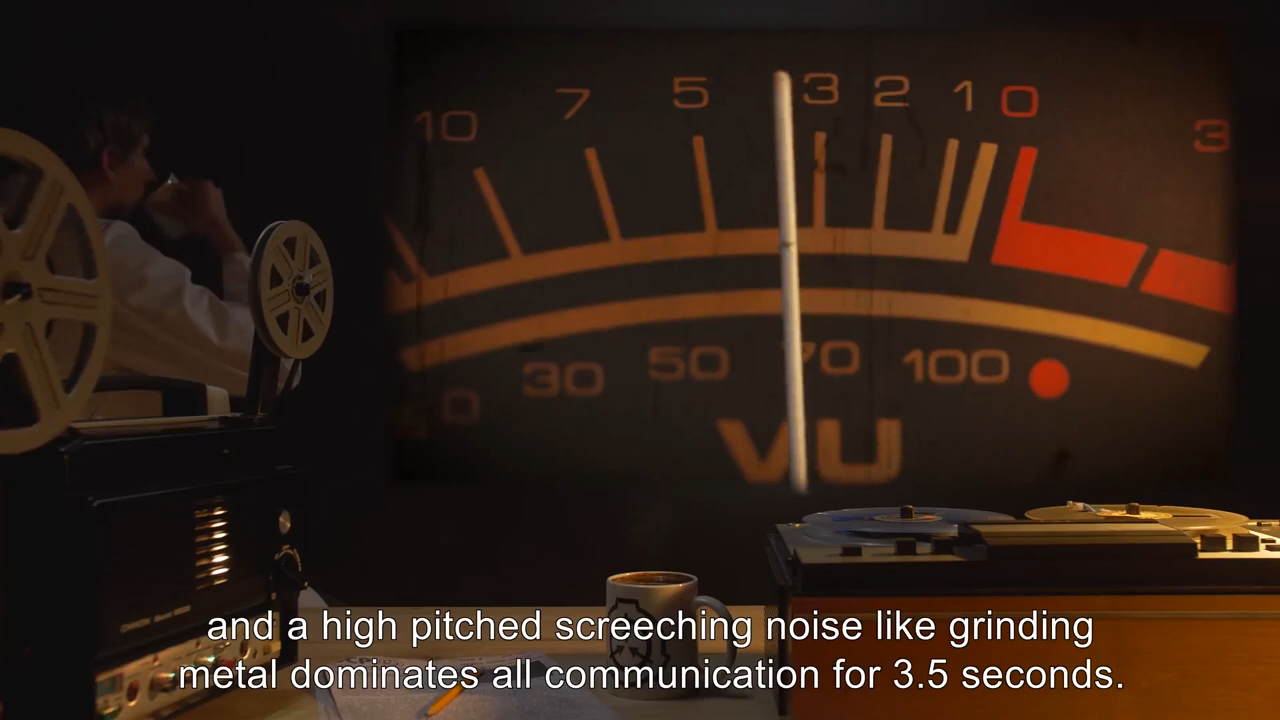 10 7 5 3 2 1 0 3
30 50 70 100
VU
and a high pitched screeching noise like grinding
metal dominates all communication for 3.5 seconds.